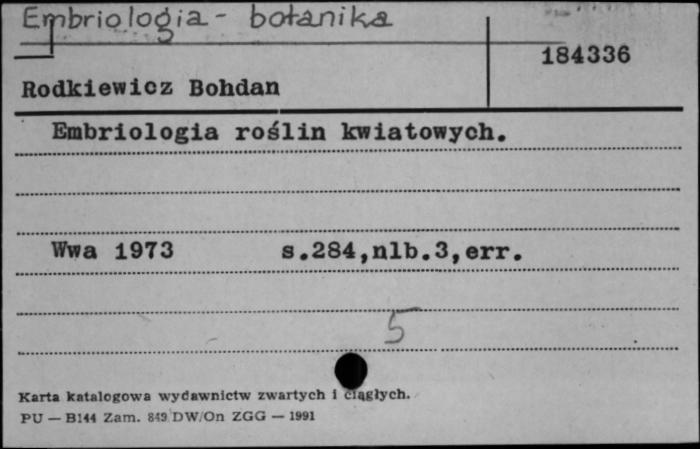 Embriologia - botanika
184336
Rodkiewicz Bohdan
Embriologia roślin kwiatowych.
Wwa 1973 s.284,nlb.3,err.
5
Karta katalogowa wydawnictw zwartych i ciągłych.
PU — B144 Zam. 849 DW/On ZGG — 1991